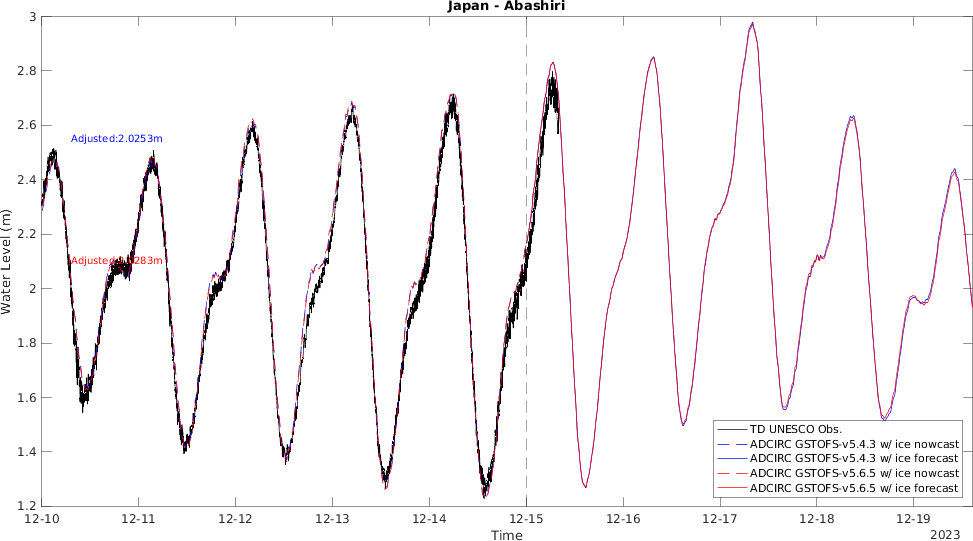 Japan - Abashiri
3
2.8
2.6
2.4
2.2
2
1.8
1.6
1.4
1.2
Water Level (m)
Adjusted:2.0253m
TD UNESCO Obs.
ADCIRC GSTOFS-v5.4.3 w/ ice nowcast
ADCIRC GSTOFS-v5.4.3 w/ ice forecast
ADCIRC GSTOFS-v5.6.5 w/ ice nowcast
ADCIRC GSTOFS-v5.6.5 w/ ice forecast
12-10
12-11
12-12
12-13
12-14
12-15
12-16
12-17
12-18
12-19
Time
2023